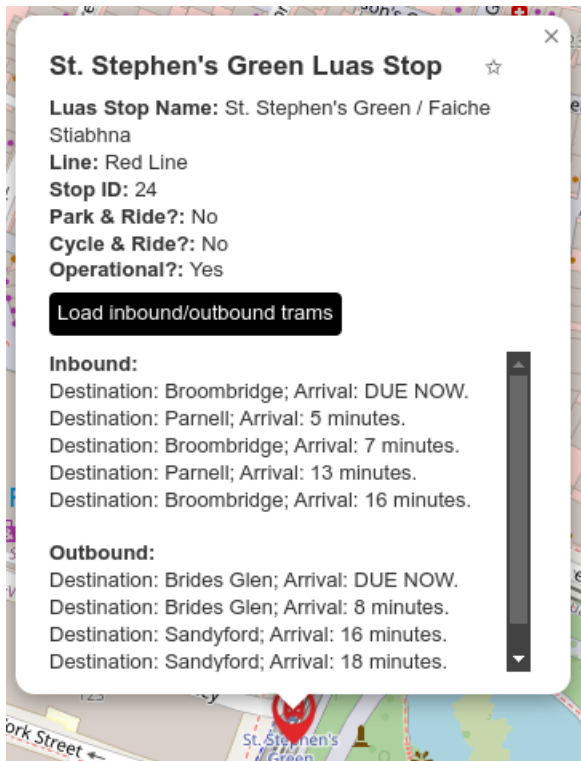 St. Stephen's Green Luas Stop
Luas Stop Name: St. Stephen's Green / Faiche
Stiabhna
Line: Red Line
Stop ID: 24
Park & Ride?: No
Cycle & Ride?: No
Operational?: Yes
Load inbound/outbound trams
Inbound:
Destination: Broombridge; Arrival: DUE NOW.
Destination: Parnell; Arrival: 5 minutes.
Destination: Broombridge; Arrival: 7 minutes.
Destination: Parnell; Arrival: 13 minutes.
Destination: Broombridge; Arrival: 16 minutes.
Outbound:
Destination: Brides Glen; Arrival: DUE NOW.
Destination: Brides Glen; Arrival: 8 minutes.
Destination: Sandyford; Arrival: 16 minutes.
Destination: Sandyford; Arrival: 18 minutes.
123
ork Street
St. Stephen's
Green